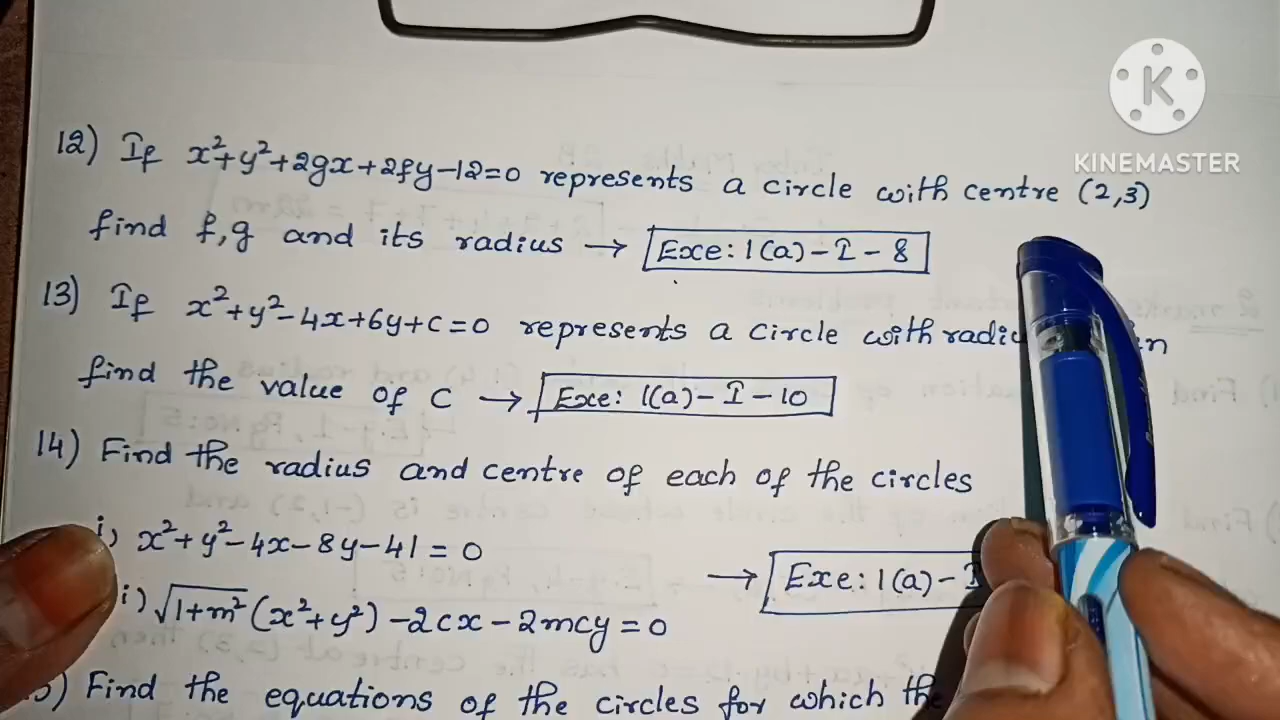 KINEMASTER
12) If x²+y²+2gx+2fy-12=0 represents a circle with centre (2,3)
find f,g and its radius → Exe: 1(a)-I-8
13) If x²+y²-4x+6y+c=0 represents a circle with
find the value of C → Exe: 1(a)-I-10
14) Find the radius and centre of each of the circles
i) x²+y²-4x-8y-41=0
i) √1+m² (x²+y²)-2cx-2mcy=0
→ Exe: 1(a)-
Find the equations of the circles for which the